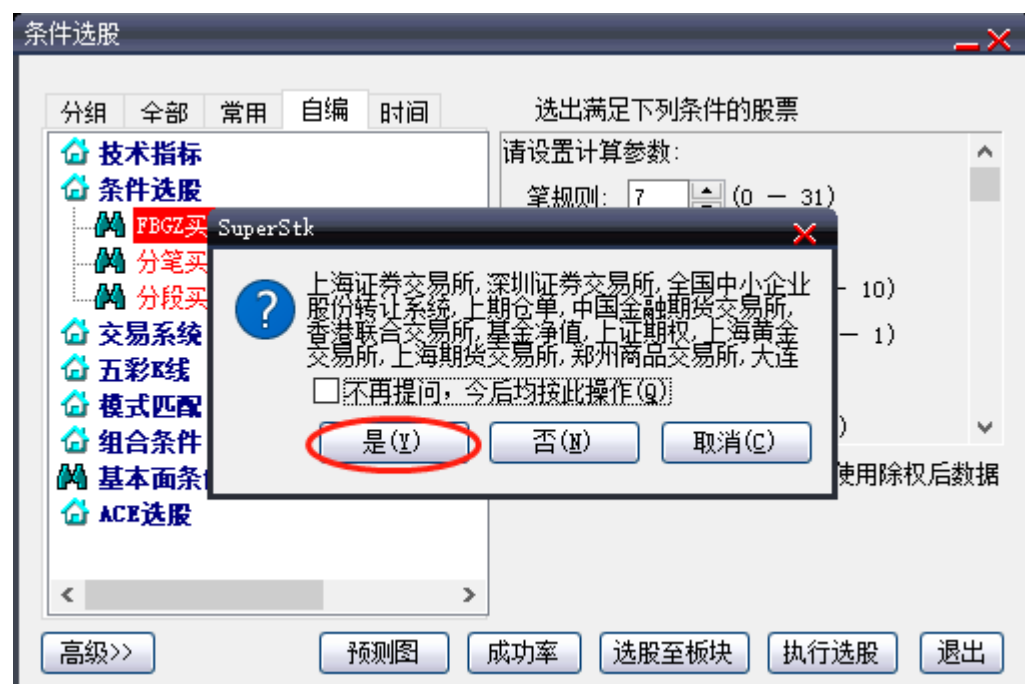 条件选股
分组 全部 常用 自编 时间
选出满足下列条件的股票
技术指标
条件选股
FBGZ买
分笔买
分段买
交易系统
五彩K线
模式匹配
组合条件
基本面条
ACE选股
请设置计算参数:
笔规则: 7 (0 — 31)
- 10)
— 1)
)
使用除权后数据
SuperStk
上海证券交易所,深圳证券交易所,全国中小企业
股份转让系统,上期仓单,中国金融期货交易所,
香港联合交易所,基金净值,上证期权,上海黄金
交易所,上海期货交易所,郑州商品交易所,大连
不再提问，今后均按此操作(Q)
是(Y) 否(N) 取消(C)
高级>> 预测图 成功率 选股至板块 执行选股 退出